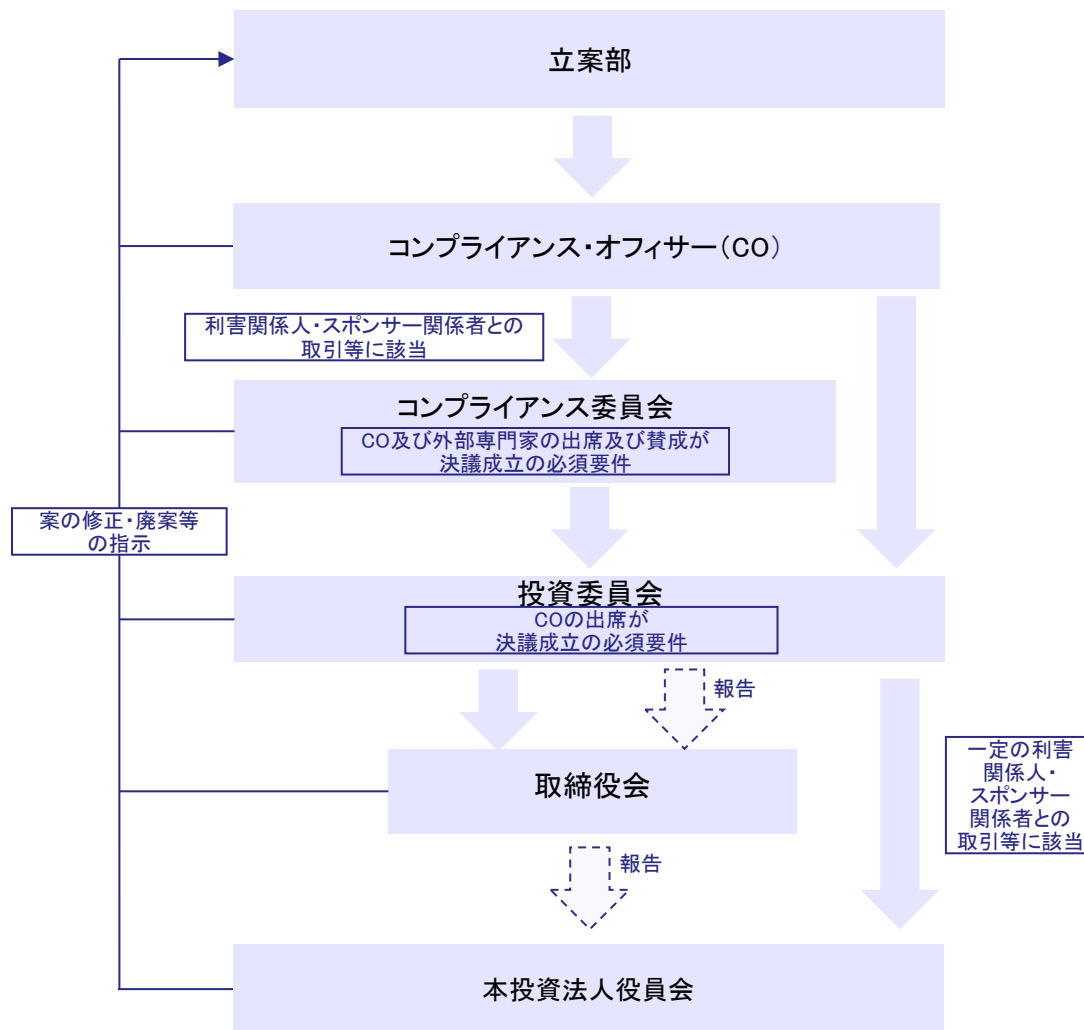 立案部
コンプライアンス・オフィサー（CO）
利害関係人・スポンサー関係者との
取引等に該当
コンプライアンス委員会
CO及び外部専門家の出席及び賛成が
決議成立の必須要件
案の修正・廃案等
の指示
投資委員会
COの出席が
決議成立の必須要件
報告
一定の利害
関係人・
スポンサー
関係者との
取引等に該当
取締役会
報告
本投資法人役員会